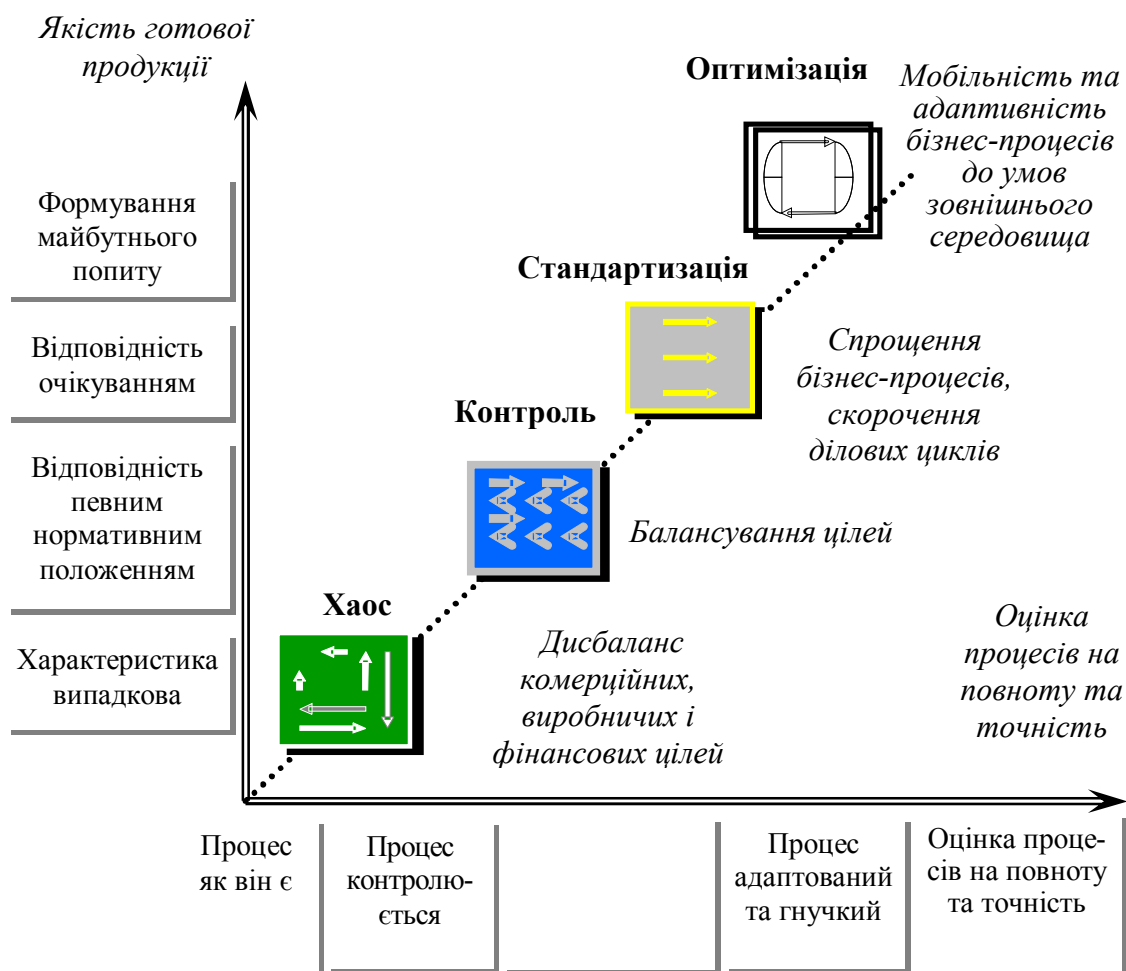 Якість готової
продукції
Оптимізація
Мобільність та
адаптивність
бізнес-процесів
до умов
зовнішнього
середовища
Формування
майбутнього
попиту
Стандартизація
Відповідність
очікуванням
Спрощення
бізнес-процесів,
скорочення
ділових циклів
Контроль
Відповідність
певним
нормативним
положенням
Балансування цілей
Хаос
Характеристика
випадкова
Дисбаланс
комерційних,
виробничих і
фінансових цілей
Оцінка
процесів на
повноту та
точність
Процес
як він є
Процес
контролю-
ється
Процес
адаптований
та гнучкий
Оцінка проце-
сів на повноту
та точність